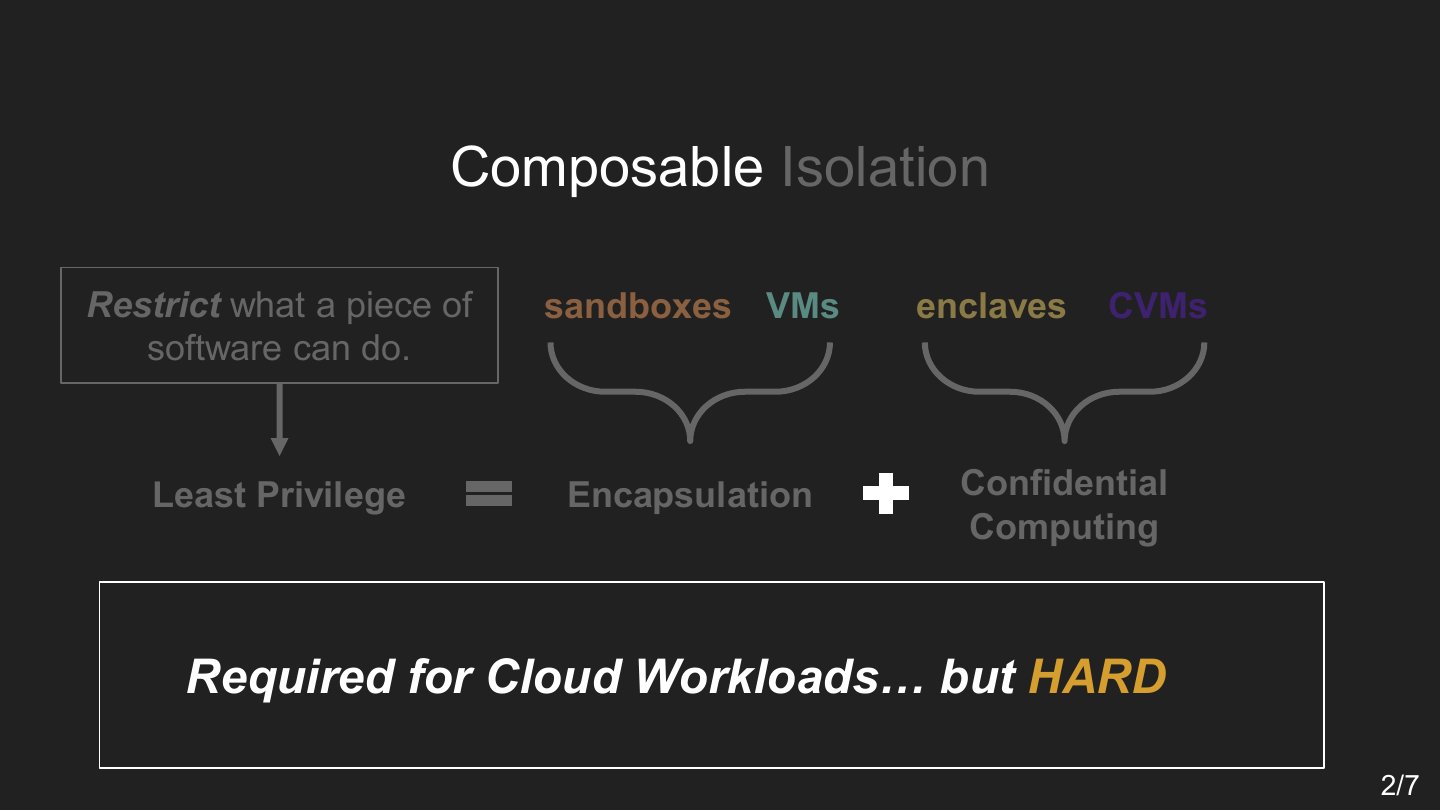 Composable Isolation
Restrict what a piece of
software can do.
sandboxes VMs enclaves CVMs
Least Privilege = Encapsulation + Confidential
Computing
Required for Cloud Workloads… but HARD
2/7